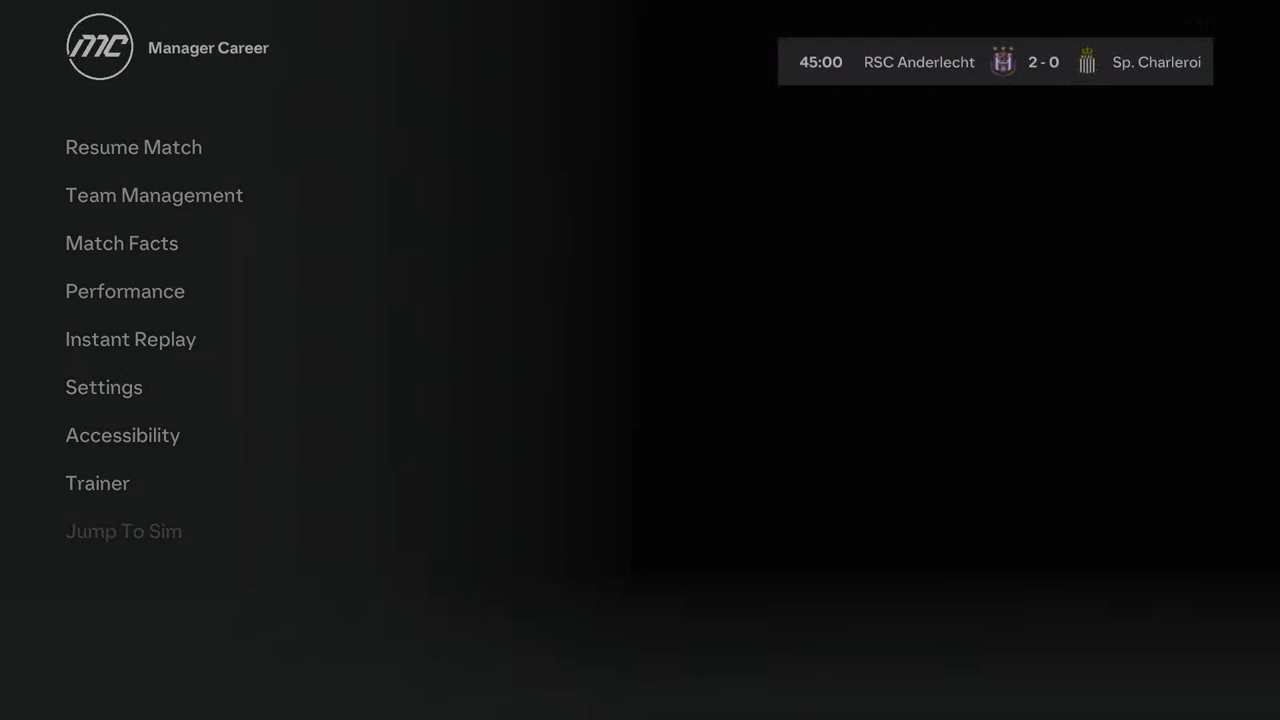 MC Manager Career
45:00 RSC Anderlecht 2 - 0 Sp. Charleroi
Resume Match
Team Management
Match Facts
Performance
Instant Replay
Settings
Accessibility
Trainer
Jump To Sim